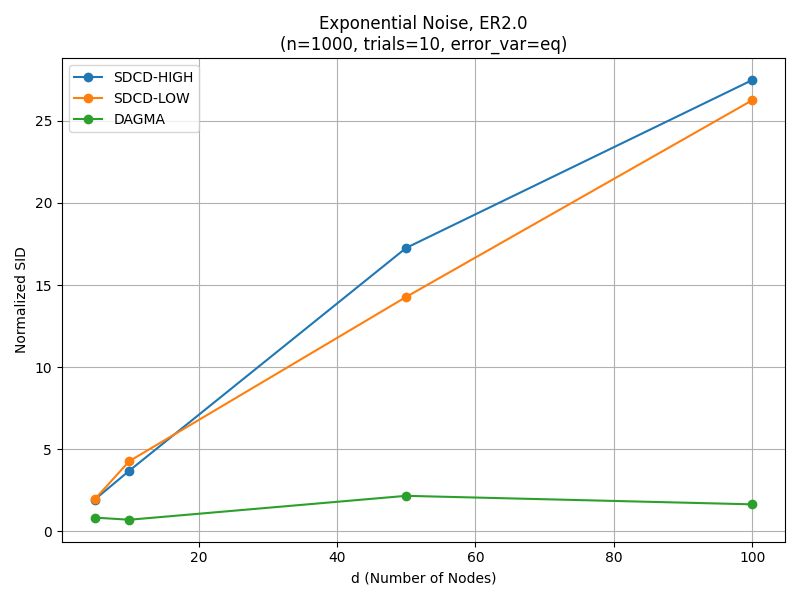 Exponential Noise, ER2.0
(n=1000, trials=10, error_var=eq)
SDCD-HIGH
SDCD-LOW
DAGMA
Normalized SID
25
20
15
10
5
0
20
40
60
80
100
d (Number of Nodes)